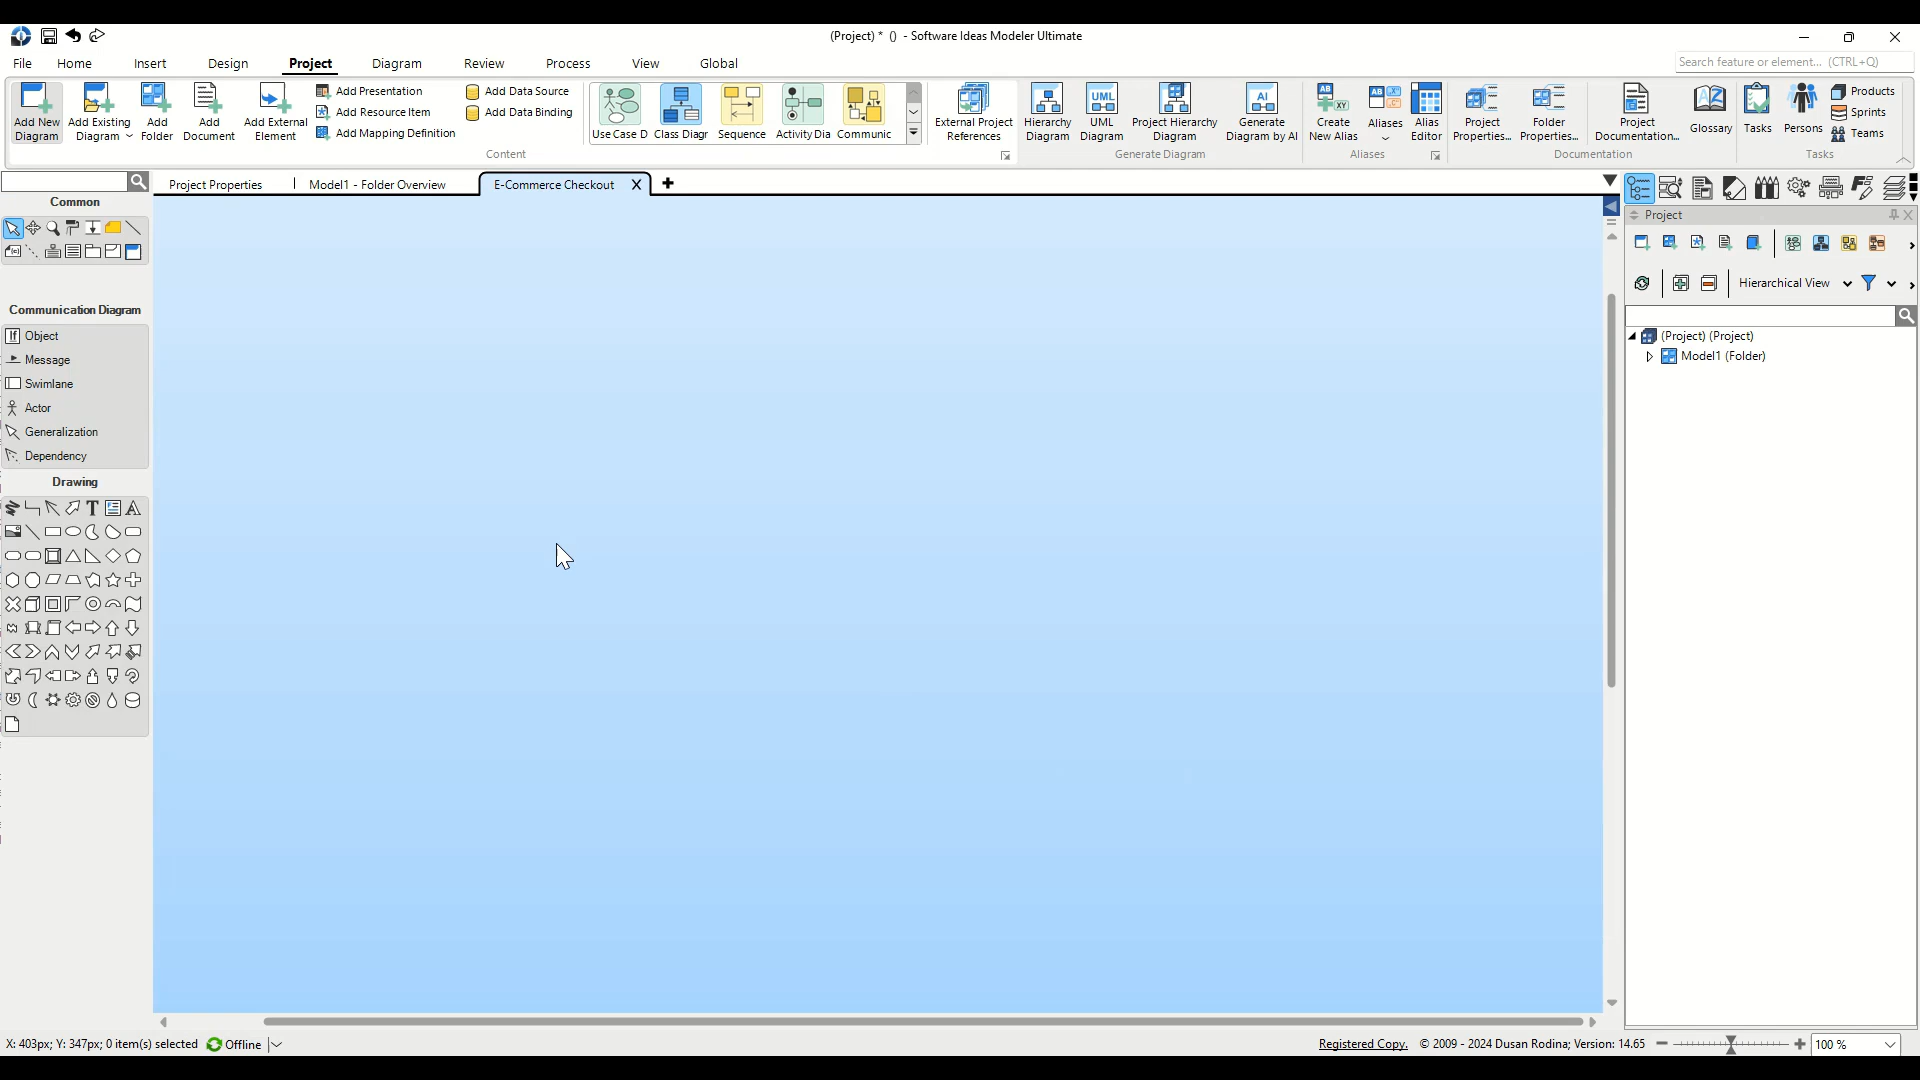 (Project) * () - Software Ideas Modeler Ultimate
File Home Insert Design Project Diagram Review Process View Global
Search feature or element... (CTRL+Q)
Add New Diagram
Add Existing Diagram
Add Folder
Add Document
Add External Element
Add Presentation
Add Resource Item
Add Mapping Definition
Add Data Source
Add Data Binding
Use Case D
Class Diagr
Sequence
Activity Dia
Communic
External Project References
Hierarchy Diagram
UML Diagram
Project Hierarchy Diagram
Generate Diagram by AI
Create New Alias
Aliases
Alias Editor
Project Properties...
Folder Properties...
Project Documentation...
Glossary
Tasks
Persons
Products
Sprints
Teams
Content
Generate Diagram
Aliases
Documentation
Tasks
Project Properties
Model1 - Folder Overview
E-Commerce Checkout X
Common
Communication Diagram
Object
Message
Swimlane
Actor
Generalization
Dependency
Drawing
Project
Hierarchical View
(Project) (Project)
Model1 (Folder)
X: 403px; Y: 347px; 0 item(s) selected
Offline
Registered Copy.
© 2009 - 2024 Dusan Rodina; Version: 14.65
100 %